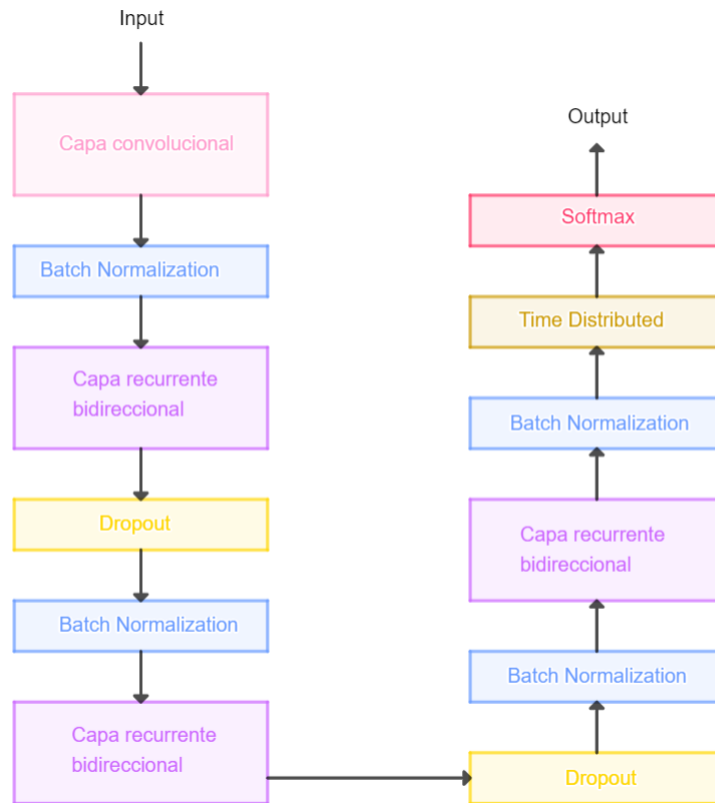 Input
Capa convolucional
Batch Normalization
Capa recurrente
bidireccional
Dropout
Batch Normalization
Capa recurrente
bidireccional
Dropout
Batch Normalization
Capa recurrente
bidireccional
Batch Normalization
Time Distributed
Softmax
Output